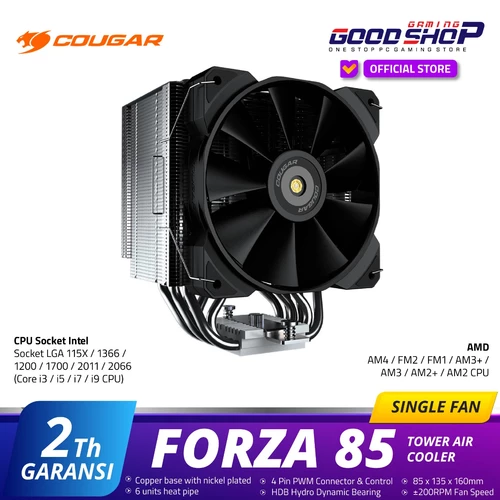 COUGAR
GAMING
GOODSHOP
ONE STOP PC GAMING STORE
OFFICIAL STORE
COUGAR
COUGAR
CPU Socket Intel
Socket LGA 115X / 1366 /
1200 / 1700 / 2011 / 2066
(Core i3 / i5 / i7 / i9 CPU)
AMD
AM4 / FM2 / FM1 / AM3+ /
AM3 / AM2+ / AM2 CPU
SINGLE FAN
2Th
GARANSI
FORZA 85
TOWER AIR
COOLER
• Copper base with nickel plated
• 6 units heat pipe
• 4 Pin PWM Connector & Control
• HDB Hydro Dynamic Bearing
• 85 x 135 x 160mm
• ±200RPM Fan Speed